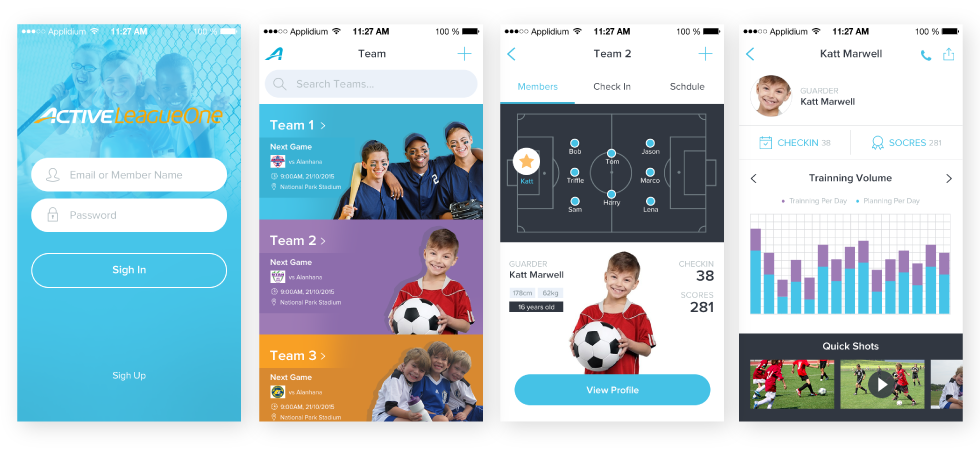 Applidium 11:27 AM 100 %
ACTIVE LeagueOne
Email or Member Name
Password
Sigh In
Sigh Up
Applidium 11:27 AM 100 %
Team
Search Teams...
Team 1 >
Next Game
vs Alanhana
9:00AM, 21/10/2015
National Park Stadium
Team 2 >
Next Game
vs Alanhana
9:00AM, 21/10/2015
National Park Stadium
Team 3 >
Next Game
vs Alanhana
9:00AM, 21/10/2015
National Park Stadium
Applidium 11:27 AM 100 %
Team 2
Members Check In Schdule
Bob Jason
Tom
Katt Triffle Marco
Harry
Sam Lena
GUARDER
Katt Marwell
178cm 62kg
16 years old
CHECKIN
38
SCORES
281
View Profile
Applidium 11:27 AM 100 %
Katt Marwell
GUARDER
Katt Marwell
CHECKIN 38 SOCRES 281
Trainning Volume
Trainning Per Day Planning Per Day
Quick Shots